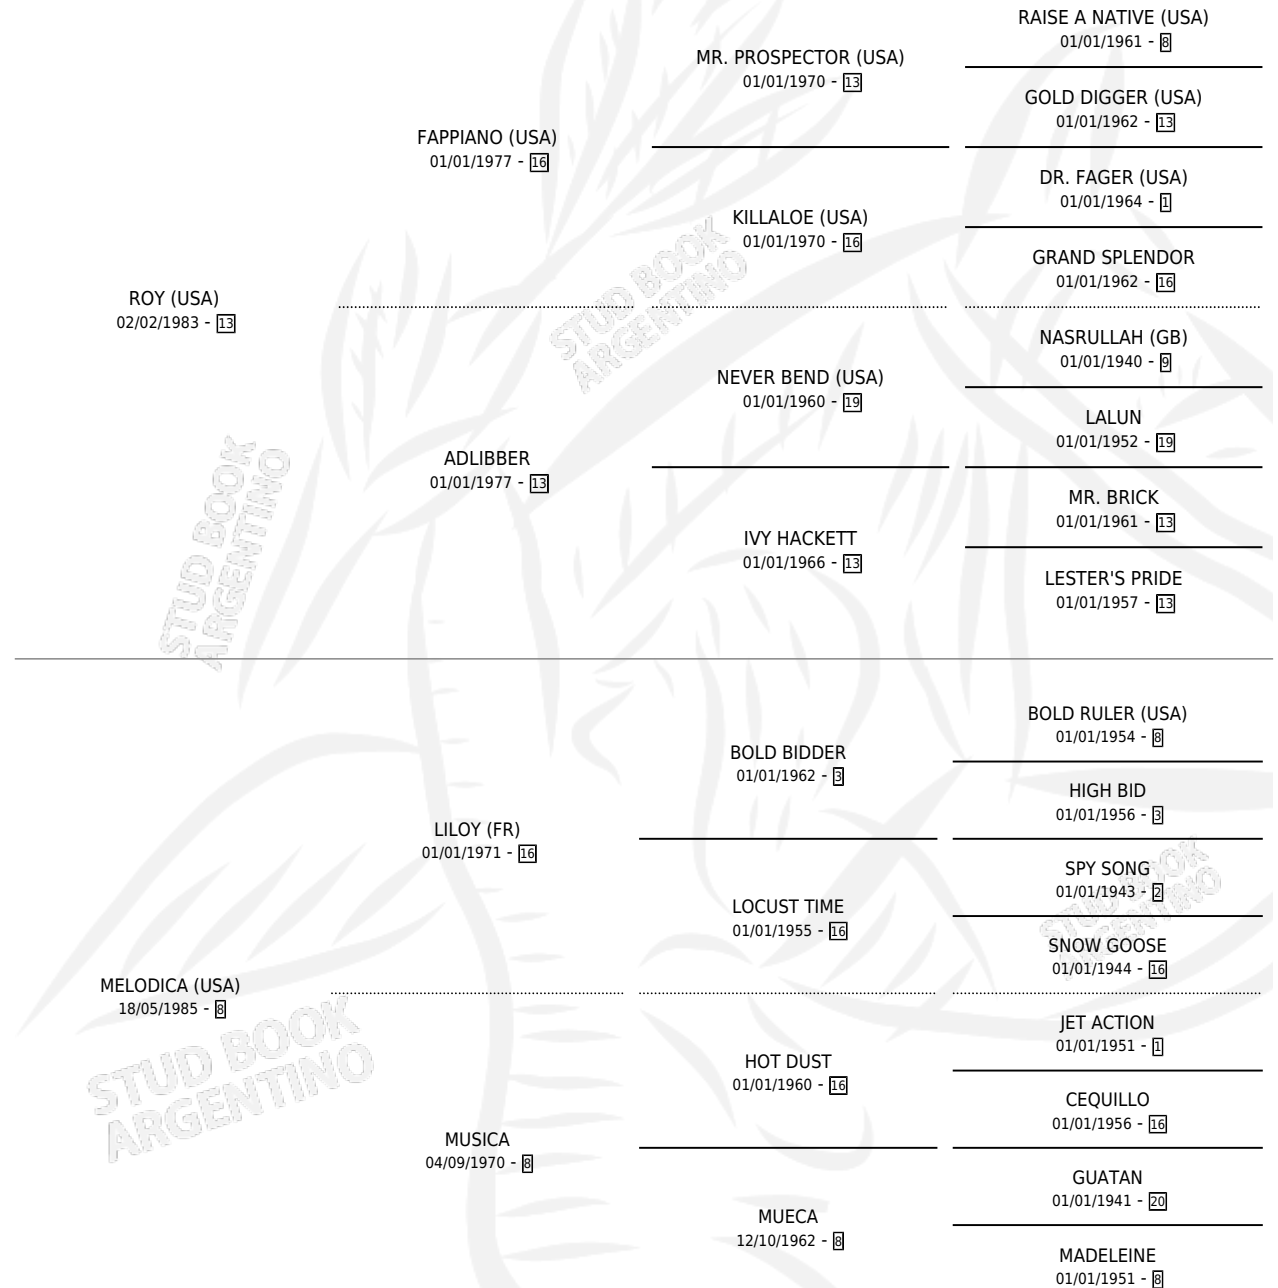 RAISE A NATIVE (USA)
01/01/1961 - 8
MR. PROSPECTOR (USA)
01/01/1970 - 13
GOLD DIGGER (USA)
01/01/1962 - 13
FAPPIANO (USA)
01/01/1977 - 16
DR. FAGER (USA)
01/01/1964 - 1
KILLALOE (USA)
01/01/1970 - 16
GRAND SPLENDOR
01/01/1962 - 16
ROY (USA)
02/02/1983 - 13
NASRULLAH (GB)
01/01/1940 - 9
NEVER BEND (USA)
01/01/1960 - 19
LALUN
01/01/1952 - 19
ADLIBBER
01/01/1977 - 13
MR. BRICK
01/01/1961 - 13
IVY HACKETT
01/01/1966 - 13
LESTER'S PRIDE
01/01/1957 - 13
BOLD RULER (USA)
01/01/1954 - 8
BOLD BIDDER
01/01/1962 - 3
HIGH BID
01/01/1956 - 3
LILOY (FR)
01/01/1971 - 16
SPY SONG
01/01/1943 - 2
LOCUST TIME
01/01/1955 - 16
SNOW GOOSE
01/01/1944 - 16
MELODICA (USA)
18/05/1985 - 8
JET ACTION
01/01/1951 - 1
HOT DUST
01/01/1960 - 16
CEQUILLO
01/01/1956 - 16
MUSICA
04/09/1970 - 8
GUATAN
01/01/1941 - 20
MUECA
12/10/1962 - 8
MADELEINE
01/01/1951 - 8
STUD BOOK
ARGENTINO
STUD BOOK
ARGENTINO
STUD BOOK
ARGENTINO
STUD BOOK
ARGENTINO